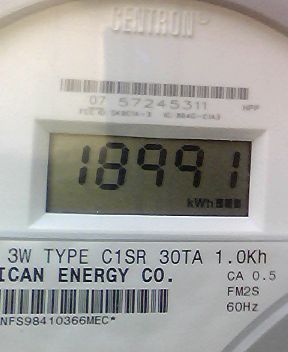 CENTRON
07 57245311 HPP
18991
kWh
3W TYPE C1SR 30TA 1.0Kh
ICAN ENERGY CO. CA 0.5
FM2S
NFS98410366MEC* 60Hz